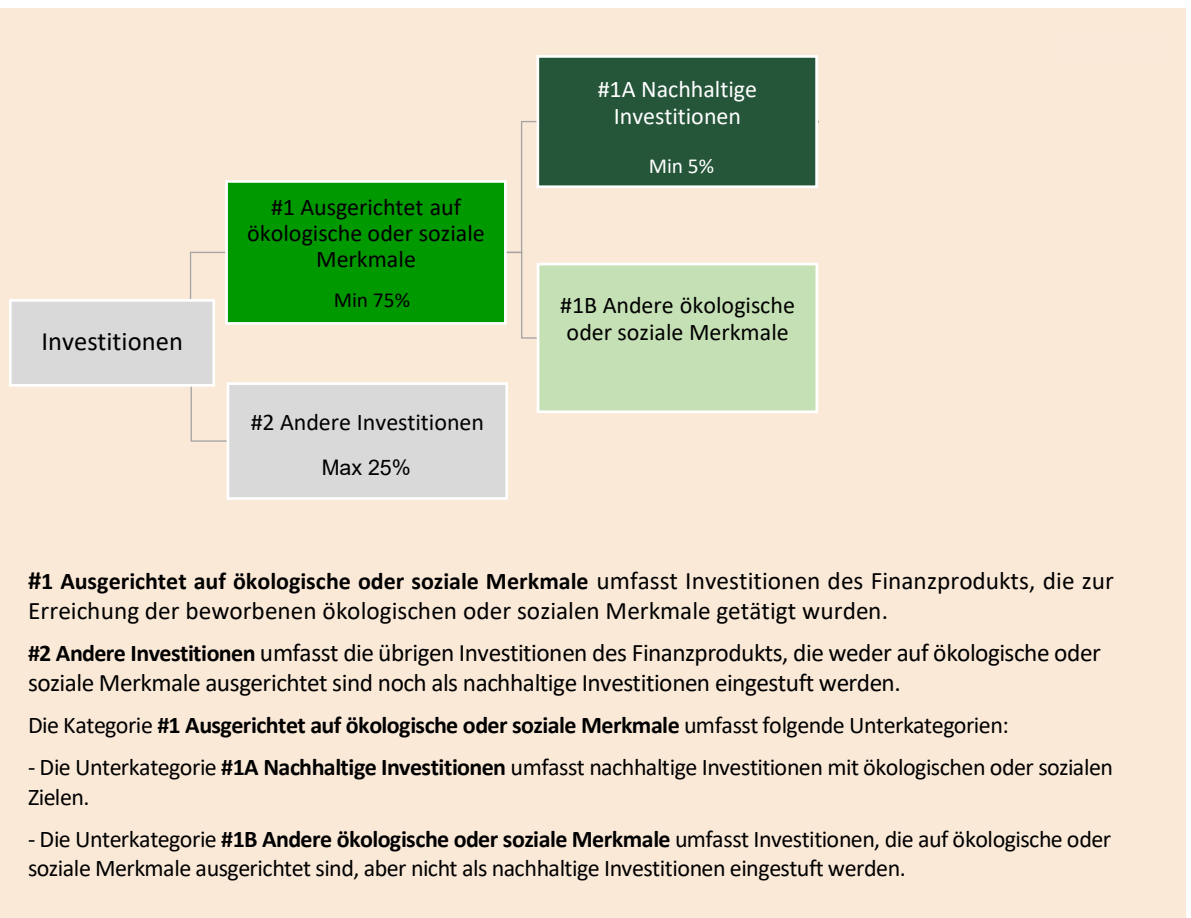 #1A Nachhaltige
Investitionen
Min 5%
#1 Ausgerichtet auf
ökologische oder soziale
Merkmale
Min 75%
#1B Andere ökologische
oder soziale Merkmale
Investitionen
#2 Andere Investitionen
Max 25%
#1 Ausgerichtet auf ökologische oder soziale Merkmale umfasst Investitionen des Finanzprodukts, die zur
Erreichung der beworbenen ökologischen oder sozialen Merkmale getätigt wurden.
#2 Andere Investitionen umfasst die übrigen Investitionen des Finanzprodukts, die weder auf ökologische oder
soziale Merkmale ausgerichtet sind noch als nachhaltige Investitionen eingestuft werden.
Die Kategorie #1 Ausgerichtet auf ökologische oder soziale Merkmale umfasst folgende Unterkategorien:
- Die Unterkategorie #1A Nachhaltige Investitionen umfasst nachhaltige Investitionen mit ökologischen oder sozialen
Zielen.
- Die Unterkategorie #1B Andere ökologische oder soziale Merkmale umfasst Investitionen, die auf ökologische oder
soziale Merkmale ausgerichtet sind, aber nicht als nachhaltige Investitionen eingestuft werden.